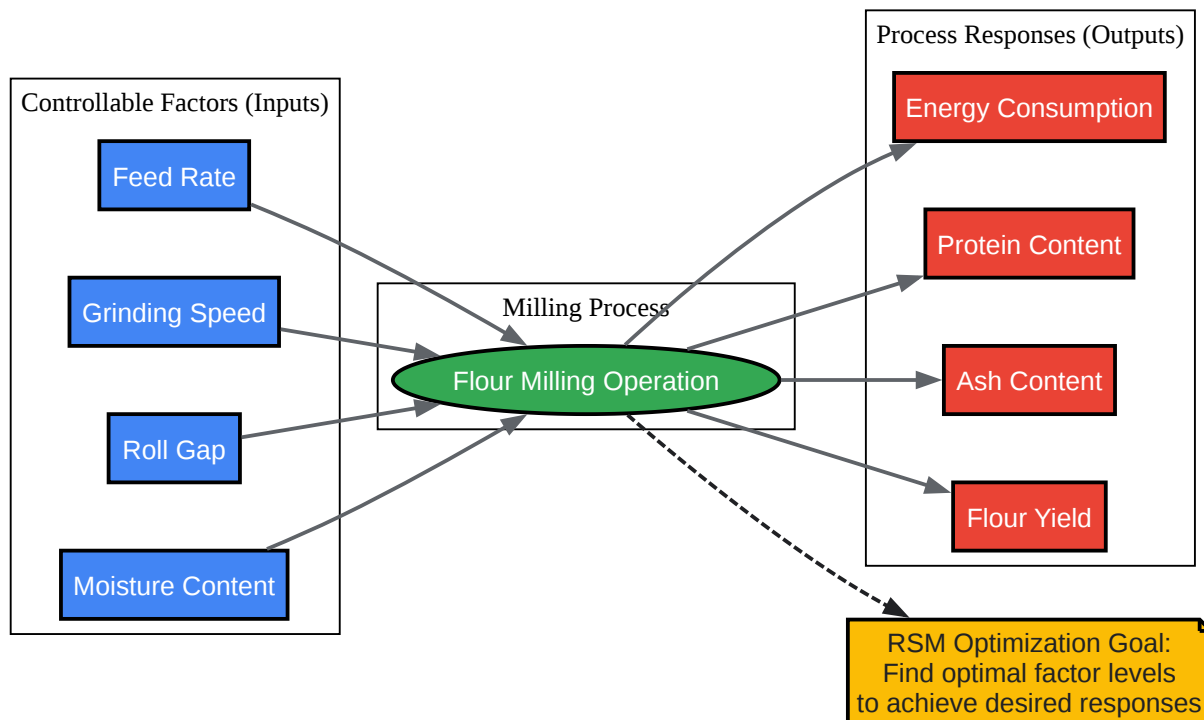 Controllable Factors (Inputs)
Feed Rate
Grinding Speed
Roll Gap
Moisture Content
Milling Process
Flour Milling Operation
Process Responses (Outputs)
Energy Consumption
Protein Content
Ash Content
Flour Yield
RSM Optimization Goal:
Find optimal factor levels
to achieve desired responses